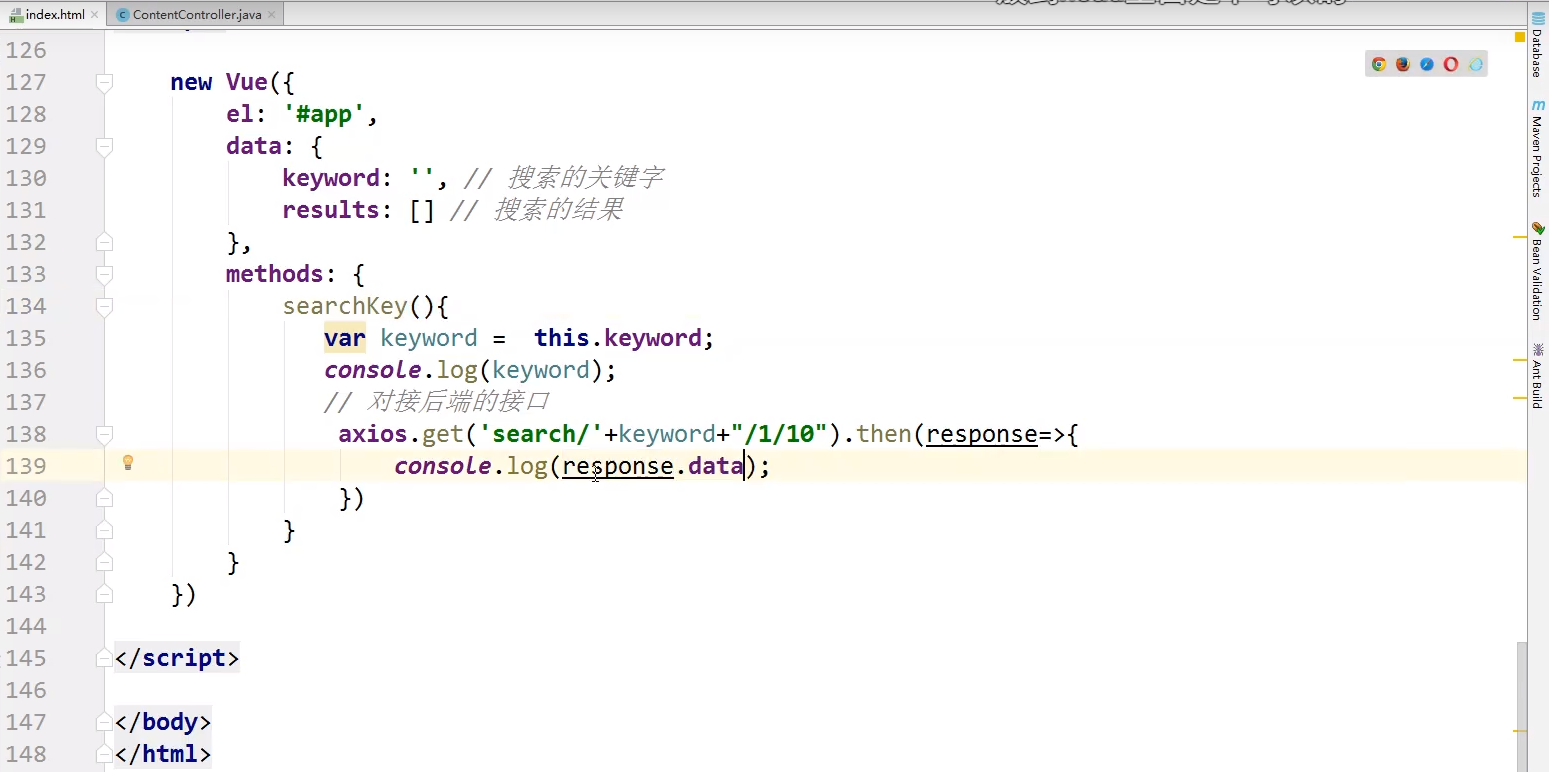 index.html
ContentController.java
126
127 new Vue({
128 el: '#app',
129 data: {
130 keyword: '', // 搜索的关键字
131 results: [] // 搜索的结果
132 },
133 methods: {
134 searchKey(){
135 var keyword =  this.keyword;
136 console.log(keyword);
137 // 对接后端的接口
138 axios.get('search/'+keyword+"/1/10").then(response=>{
139 console.log(response.data);
140 })
141 }
142 }
143 })
144
145 </script>
146
147 </body>
148 </html>
Database
m Maven Projects
Bean Validation
Ant Build